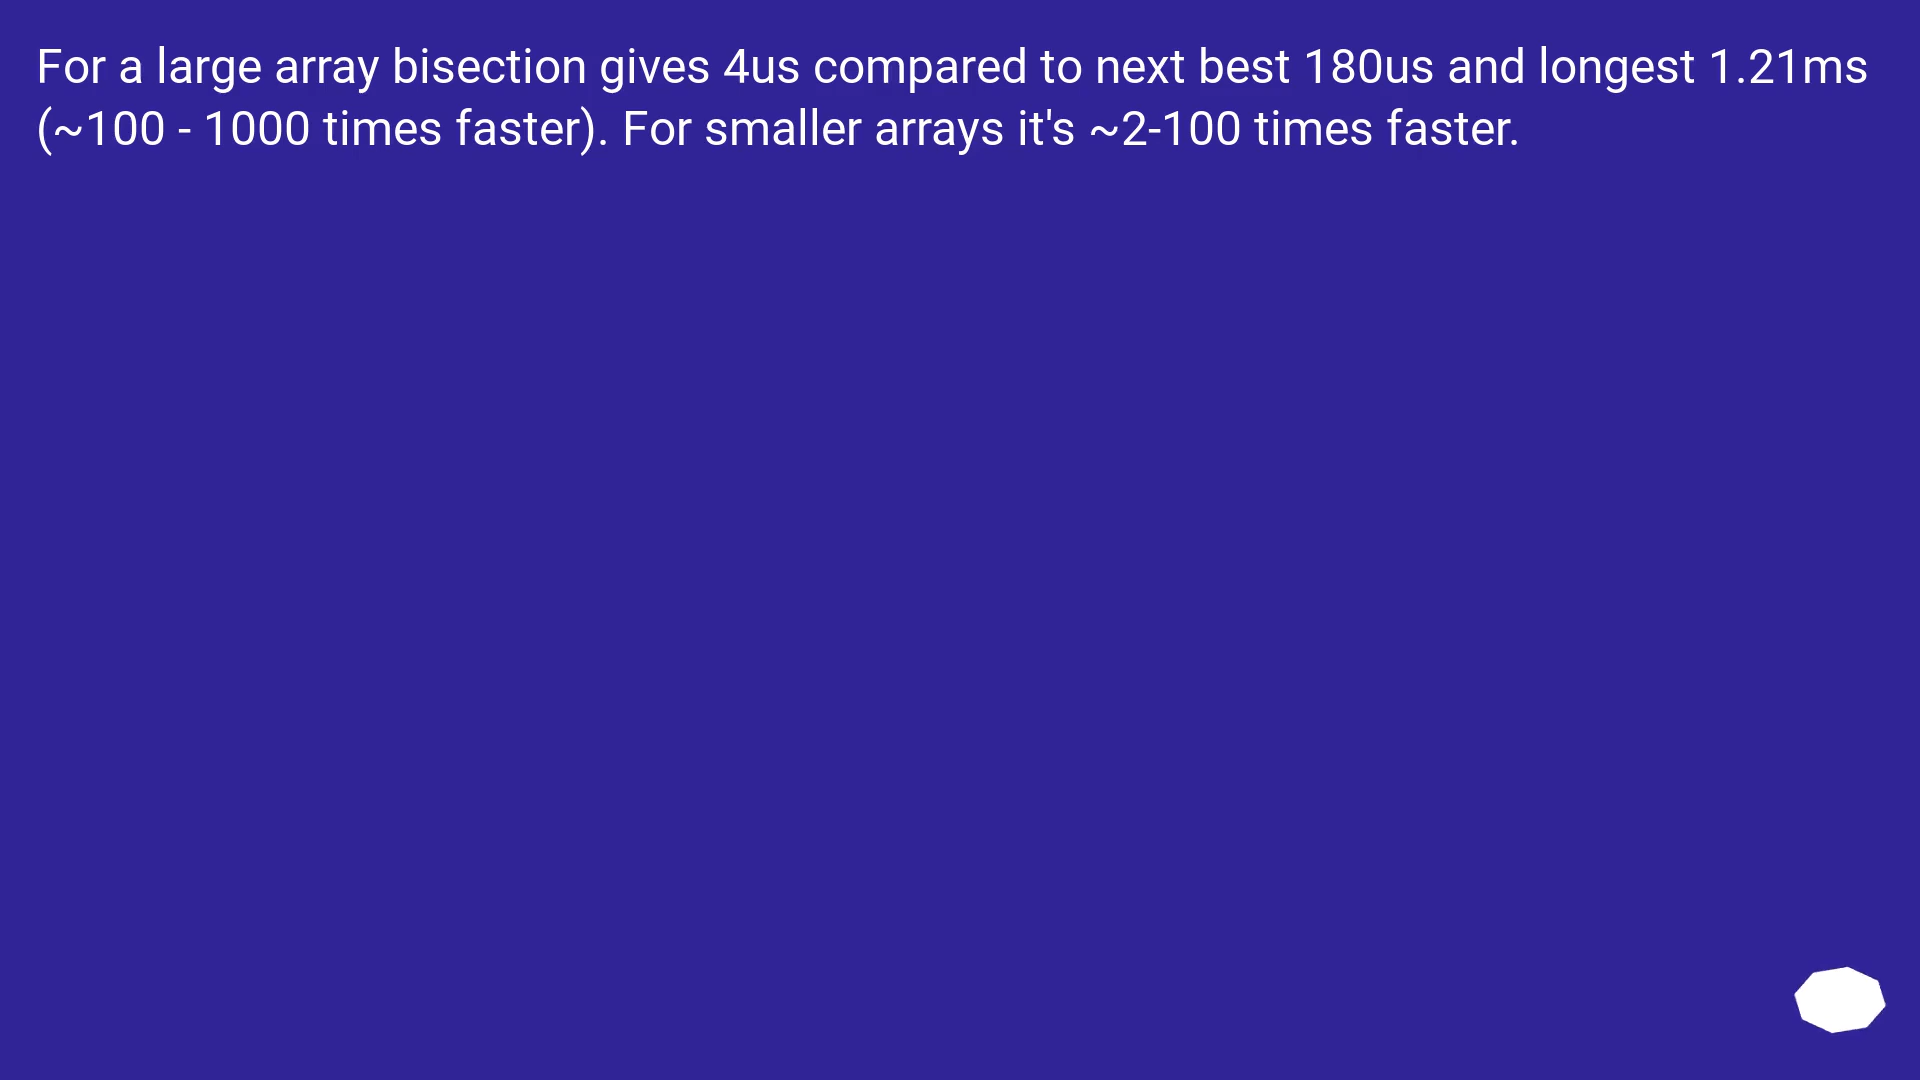 For a large array bisection gives 4us compared to next best 180us and longest 1.21ms
(~100 - 1000 times faster). For smaller arrays it's ~2-100 times faster.